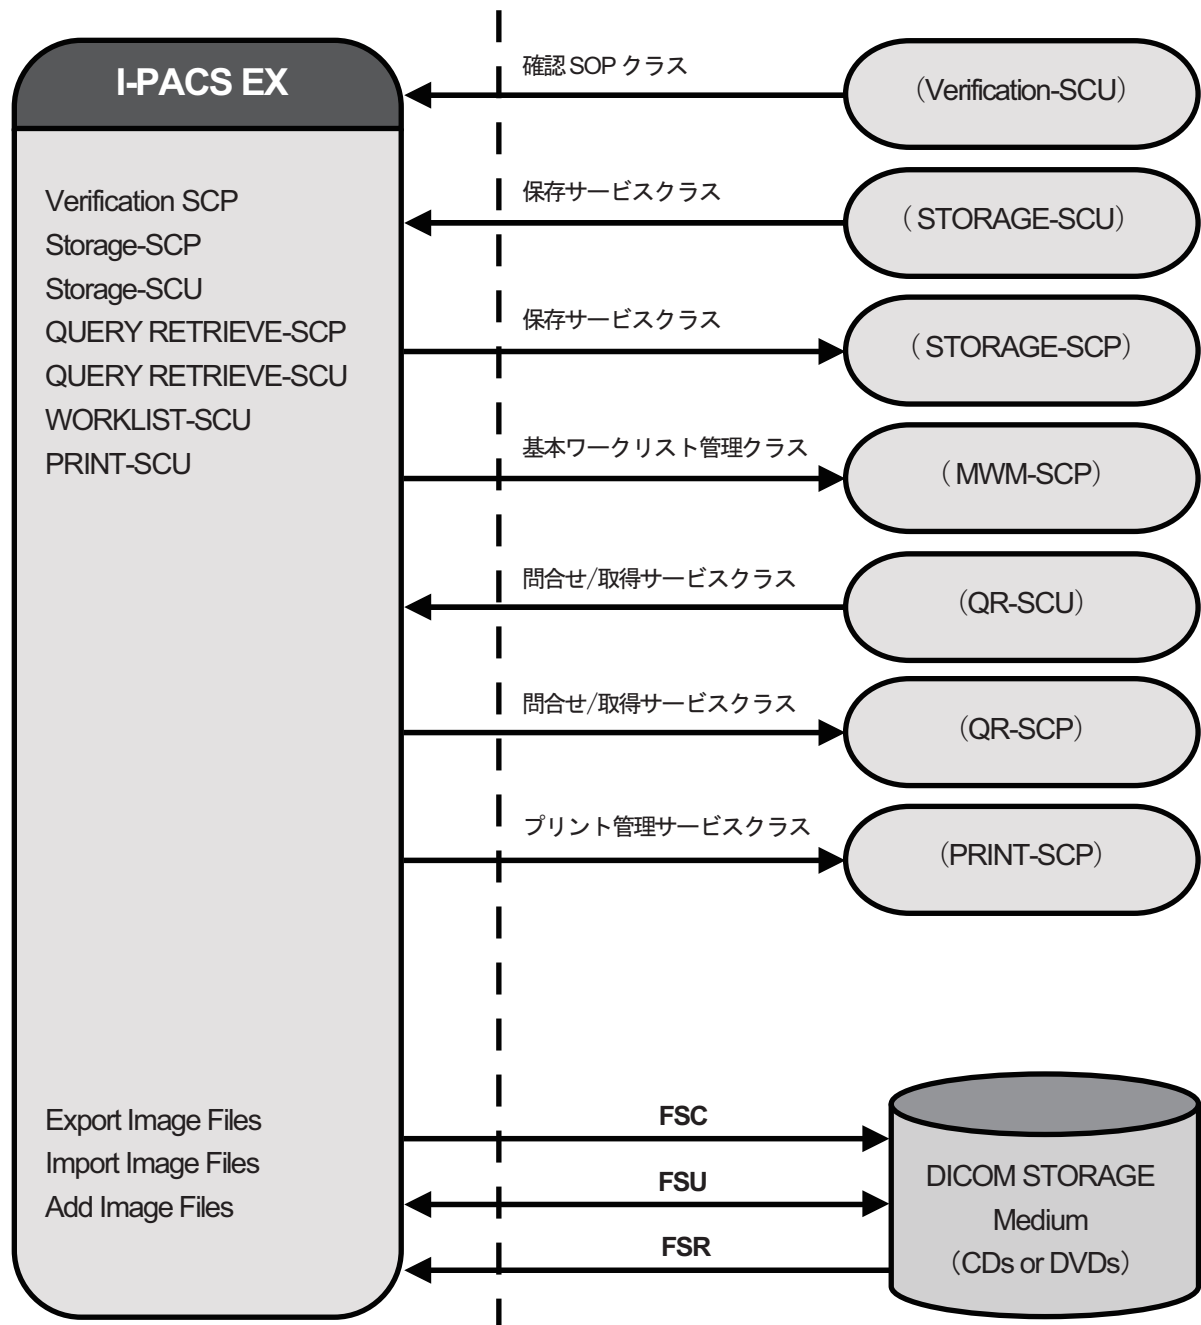 I-PACS EX
Verification SCP
Storage-SCP
Storage-SCU
QUERY RETRIEVE-SCP
QUERY RETRIEVE-SCU
WORKLIST-SCU
PRINT-SCU
Export Image Files
Import Image Files
Add Image Files
確認 SOP クラス
（Verification-SCU）
保存サービスクラス
（ STORAGE-SCU）
保存サービスクラス
（ STORAGE-SCP）
基本ワークリスト管理クラス
（ MWM-SCP）
問合せ/取得サービスクラス
（QR-SCU）
問合せ/取得サービスクラス
（QR-SCP）
プリント管理サービスクラス
（PRINT-SCP）
FSC
FSU
FSR
DICOM STORAGE
Medium
（CDs or DVDs）